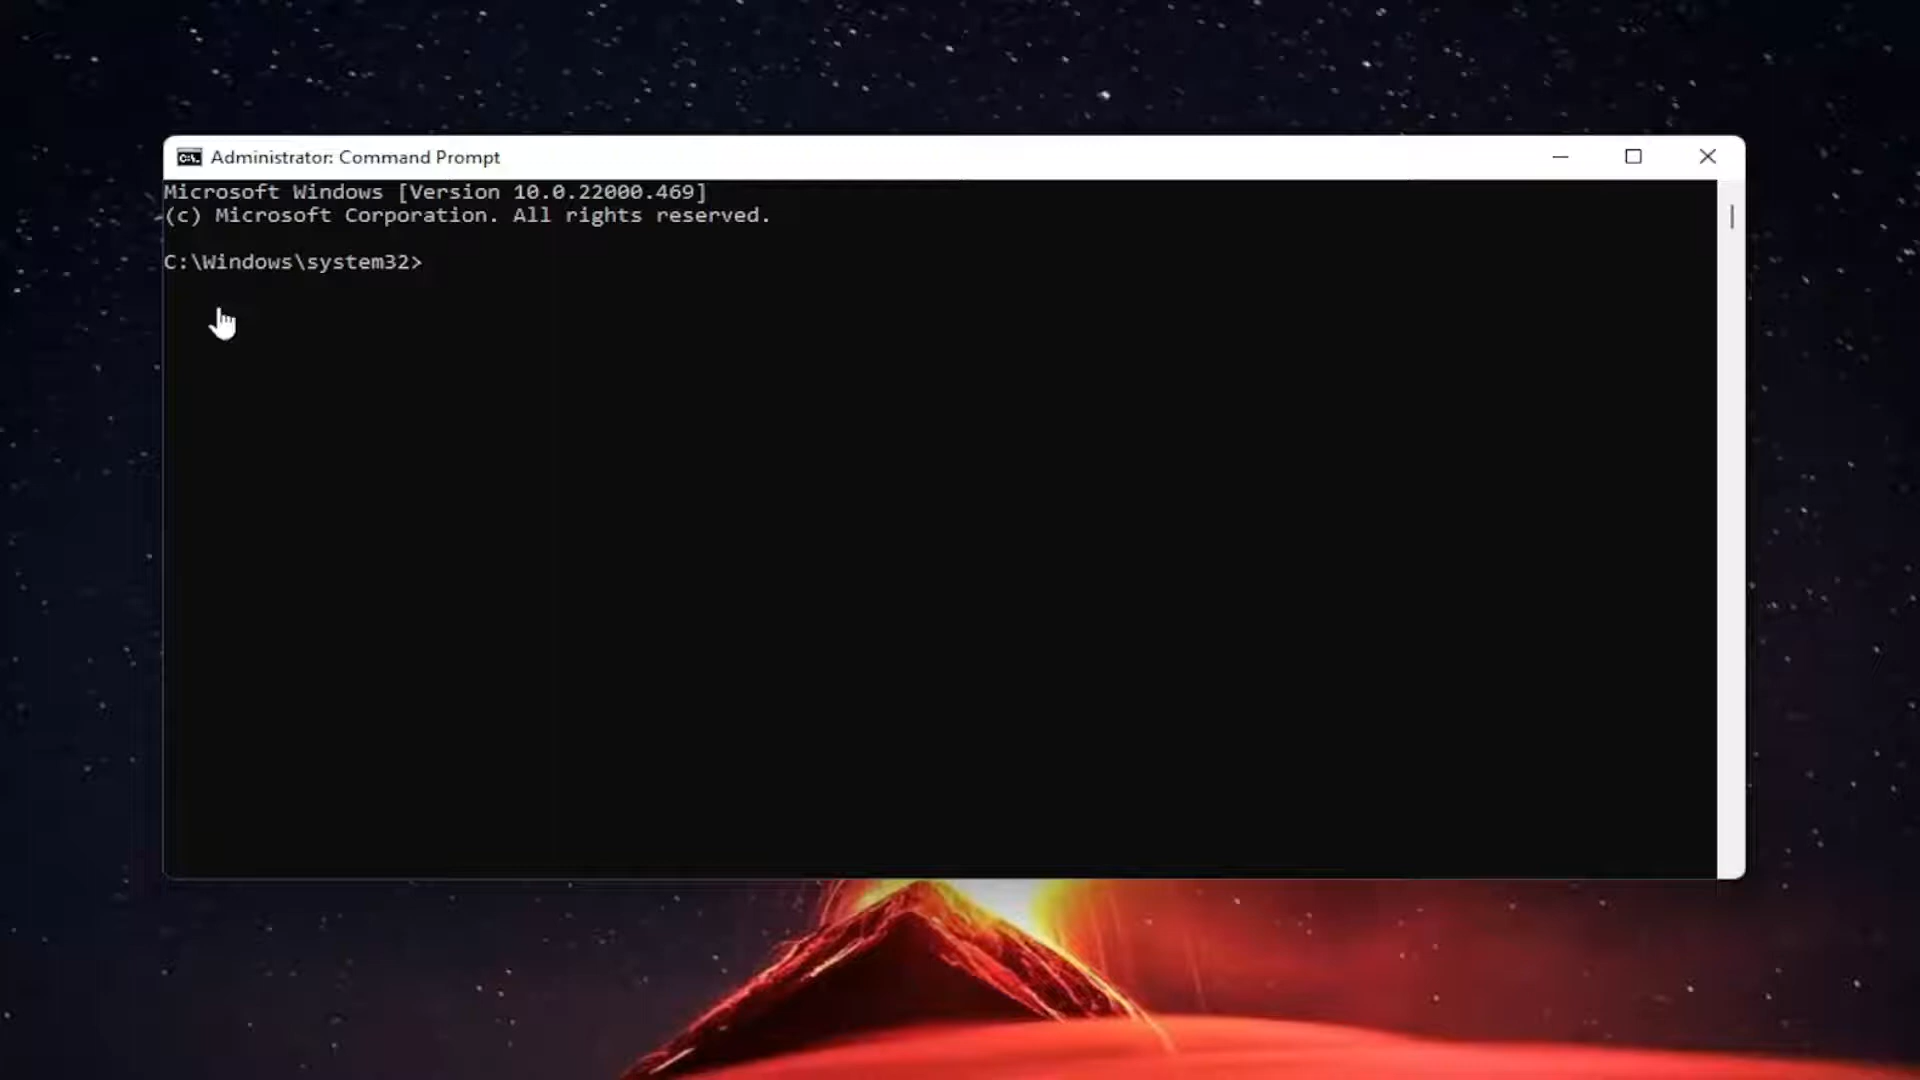 Administrator: Command Prompt
Microsoft Windows [Version 10.0.22000.469]
(c) Microsoft Corporation. All rights reserved.
C:\Windows\system32>